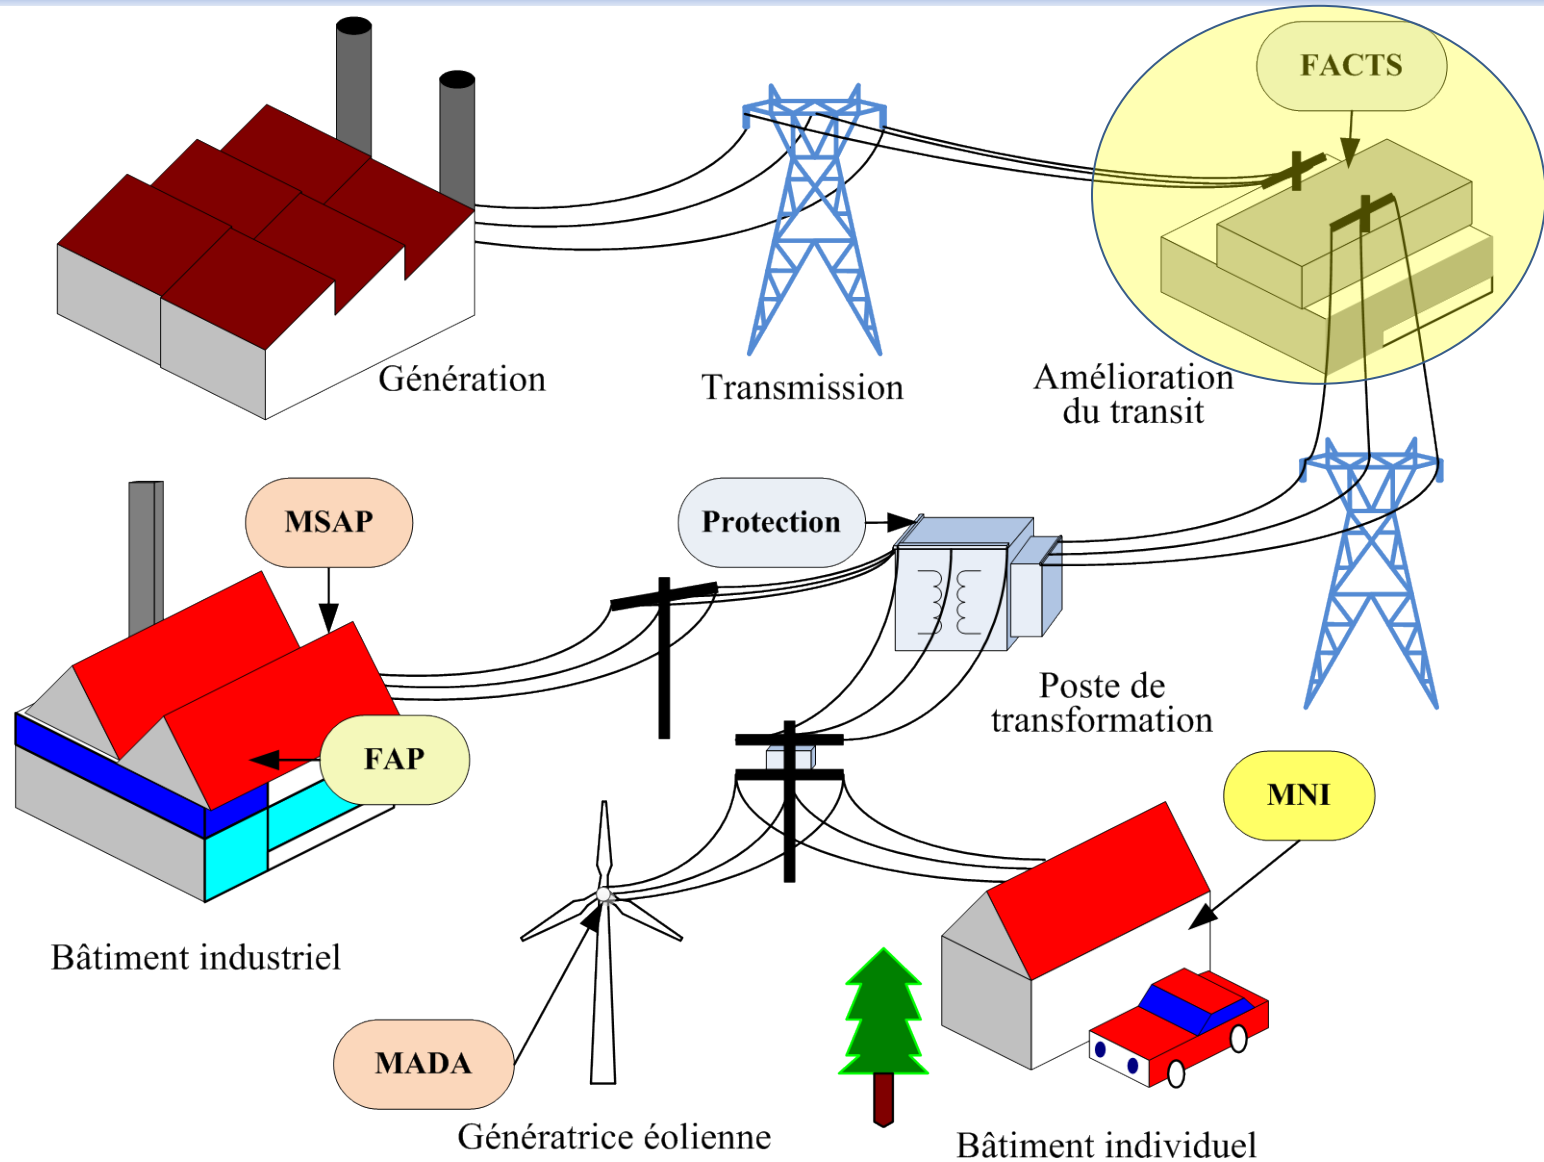 FACTS
Génération
Transmission
Amélioration
du transit
MSAP
Protection
FAP
Poste de
transformation
MNI
Bâtiment industriel
MADA
Génératrice éolienne
Bâtiment individuel